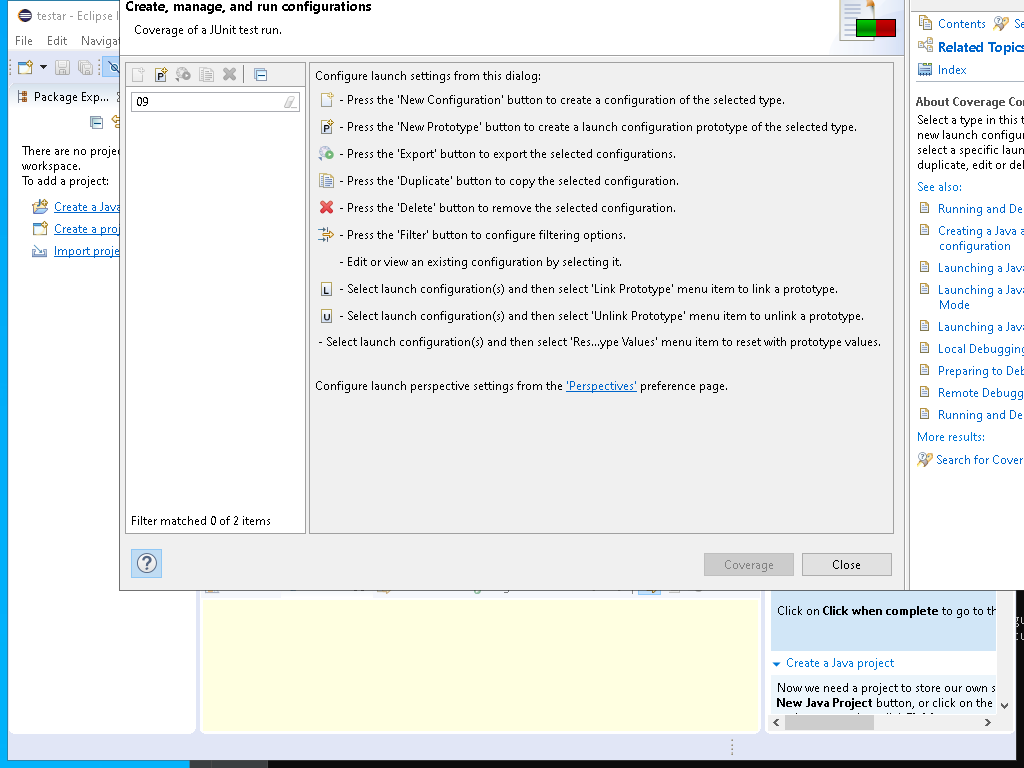 testar - Eclipse I
File Edit Naviga
Package Exp...
There are no proje
workspace.
To add a project:
Create a Java
Create a proj
Import proje
Create, manage, and run configurations
Coverage of a JUnit test run.
09
Filter matched 0 of 2 items
Configure launch settings from this dialog:
- Press the 'New Configuration' button to create a configuration of the selected type.
- Press the 'New Prototype' button to create a launch configuration prototype of the selected type.
- Press the 'Export' button to export the selected configurations.
- Press the 'Duplicate' button to copy the selected configuration.
- Press the 'Delete' button to remove the selected configuration.
- Press the 'Filter' button to configure filtering options.
- Edit or view an existing configuration by selecting it.
L - Select launch configuration(s) and then select 'Link Prototype' menu item to link a prototype.
U - Select launch configuration(s) and then select 'Unlink Prototype' menu item to unlink a prototype.
- Select launch configuration(s) and then select 'Res...ype Values' menu item to reset with prototype values.
Configure launch perspective settings from the 'Perspectives' preference page.
Coverage Close
Contents Se
Related Topics
Index
About Coverage Co
Select a type in this t
new launch configu
select a specific laun
duplicate, edit or del
See also:
Running and De
Creating a Java a
configuration
Launching a Java
Launching a Java
Mode
Launching a Java
Local Debugging
Preparing to Deb
Remote Debugg
Running and De
More results:
Search for Cover
Click on Click when complete to go to th
Create a Java project
Now we need a project to store our own s
New Java Project button, or click on the